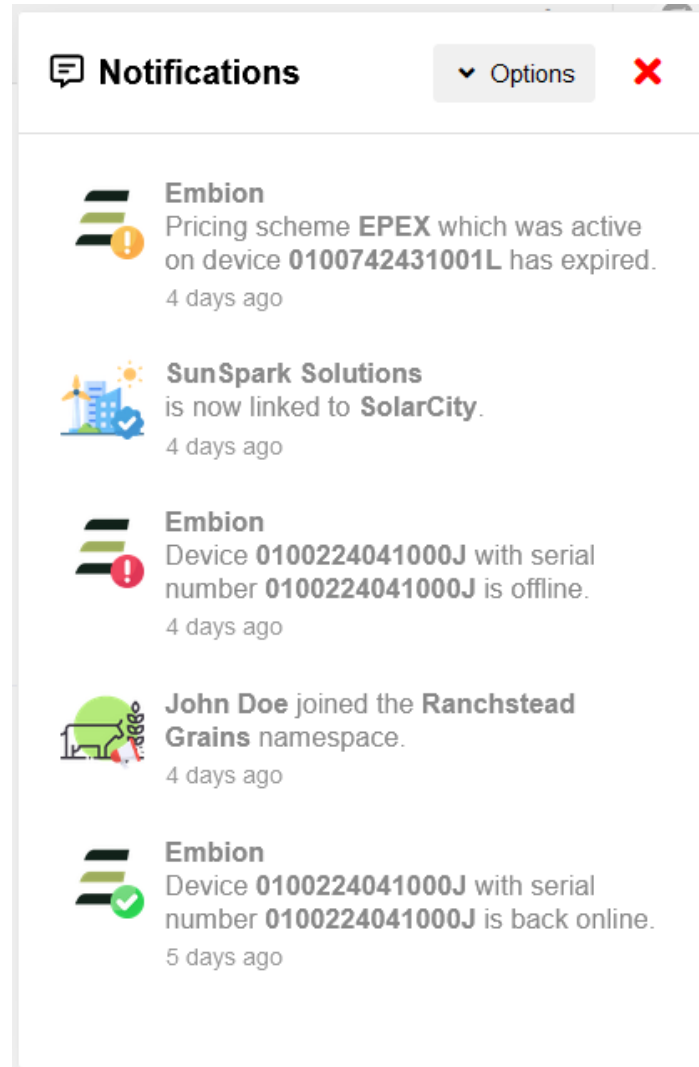 Notifications
Options
Embion
Pricing scheme EPEX which was active
on device 0100742431001L has expired.
4 days ago
SunSpark Solutions
is now linked to SolarCity.
4 days ago
Embion
Device 0100224041000J with serial
number 0100224041000J is offline.
4 days ago
John Doe joined the Ranchstead
Grains namespace.
4 days ago
Embion
Device 0100224041000J with serial
number 0100224041000J is back online.
5 days ago